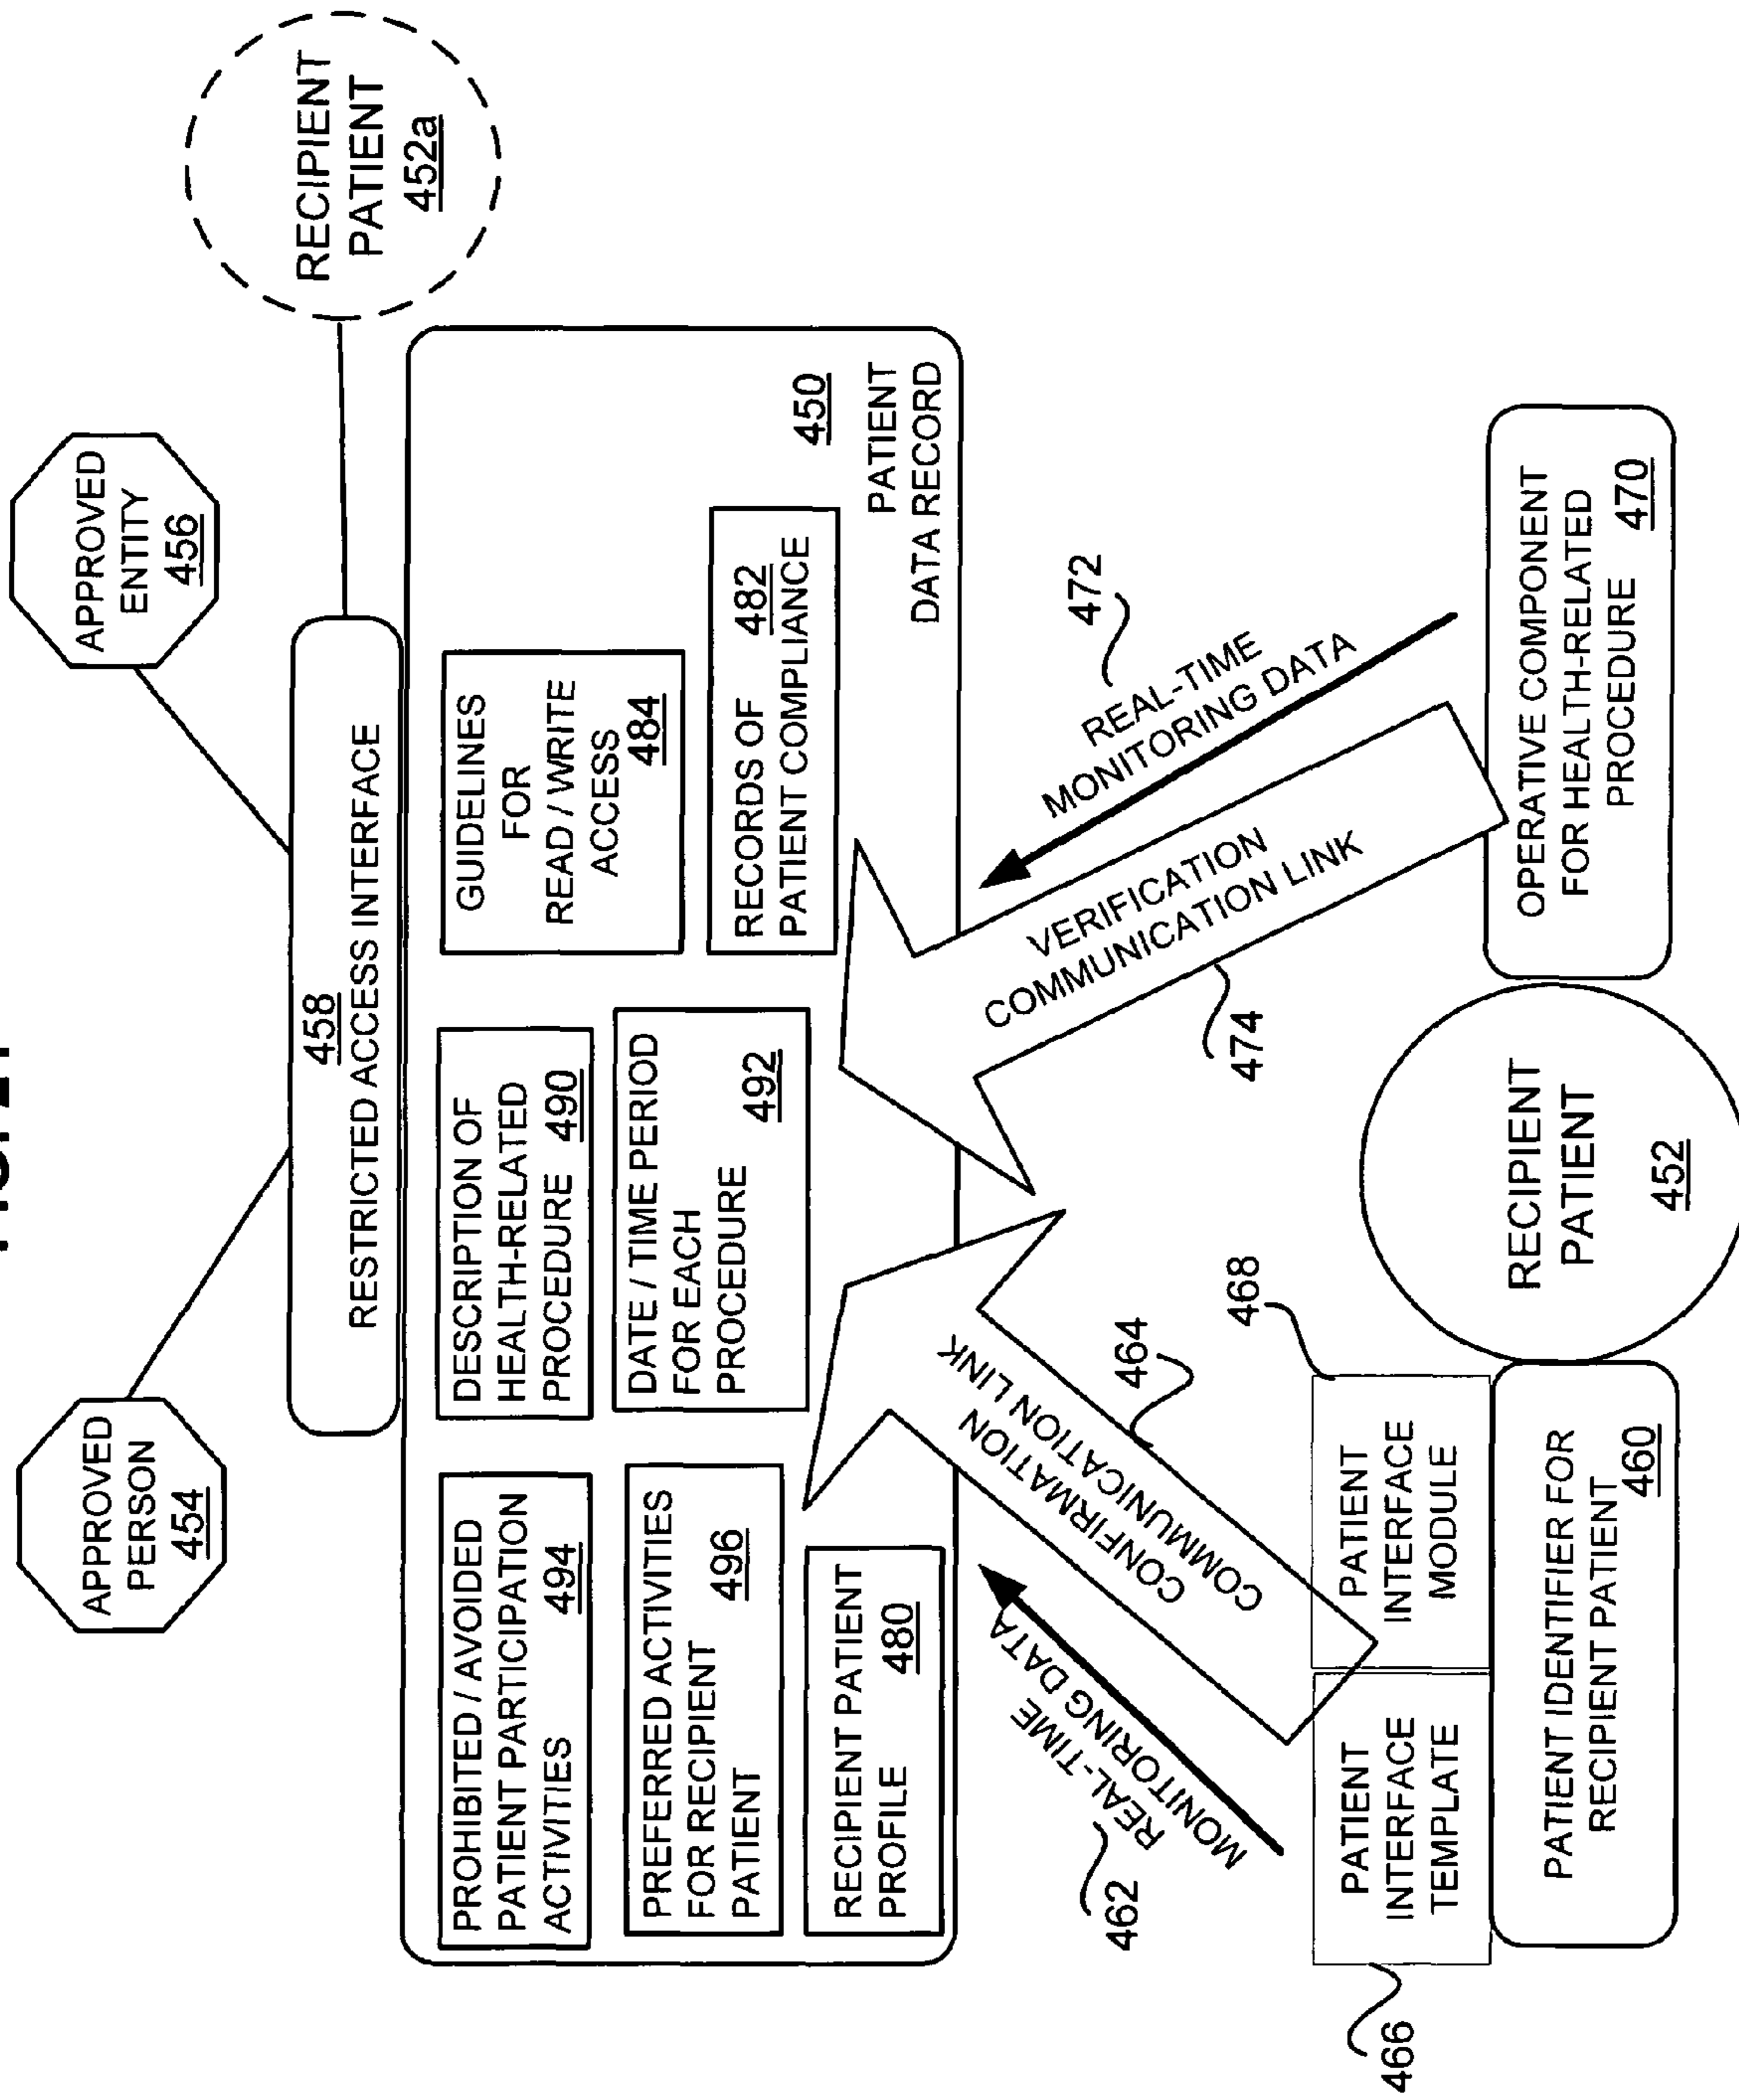 APPROVED
PERSON
454
APPROVED
ENTITY
456
RECIPIENT
PATIENT
452a
458
RESTRICTED ACCESS INTERFACE
PROHIBITED / AVOIDED
PATIENT PARTICIPATION
ACTIVITIES 494
DESCRIPTION OF
HEALTH-RELATED
PROCEDURE 490
GUIDELINES
FOR
READ / WRITE
ACCESS
484
PREFERRED ACTIVITIES
FOR RECIPIENT
PATIENT 496
DATE / TIME PERIOD
FOR EACH
PROCEDURE 492
RECORDS OF 482
PATIENT COMPLIANCE
RECIPIENT PATIENT
PROFILE 480
450
PATIENT
DATA RECORD
462
REAL-TIME
MONITORING DATA
CONFIRMATION
COMMUNICATION LINK
464
VERIFICATION
COMMUNICATION LINK
474
REAL-TIME
MONITORING DATA
472
466
PATIENT
INTERFACE
TEMPLATE
PATIENT
INTERFACE
MODULE
468
PATIENT IDENTIFIER FOR
RECIPIENT PATIENT
460
RECIPIENT
PATIENT
452
OPERATIVE COMPONENT
FOR HEALTH-RELATED
PROCEDURE 470